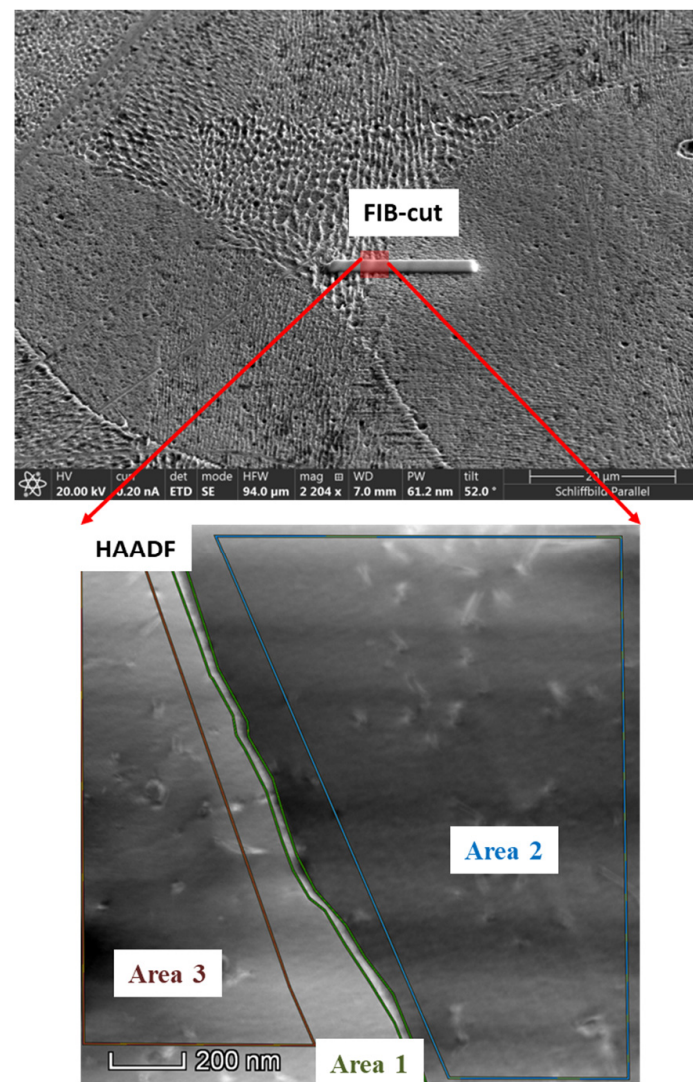 FIB-cut
HV curr det mode HFW mag WD PW tilt
20.00 kV 0.20 nA ETD SE 94.0 µm 2 204 x 7.0 mm 61.2 nm 52.0 °
20 µm
Schliffbild-Parallel
HAADF
Area 2
Area 3
200 nm
Area 1